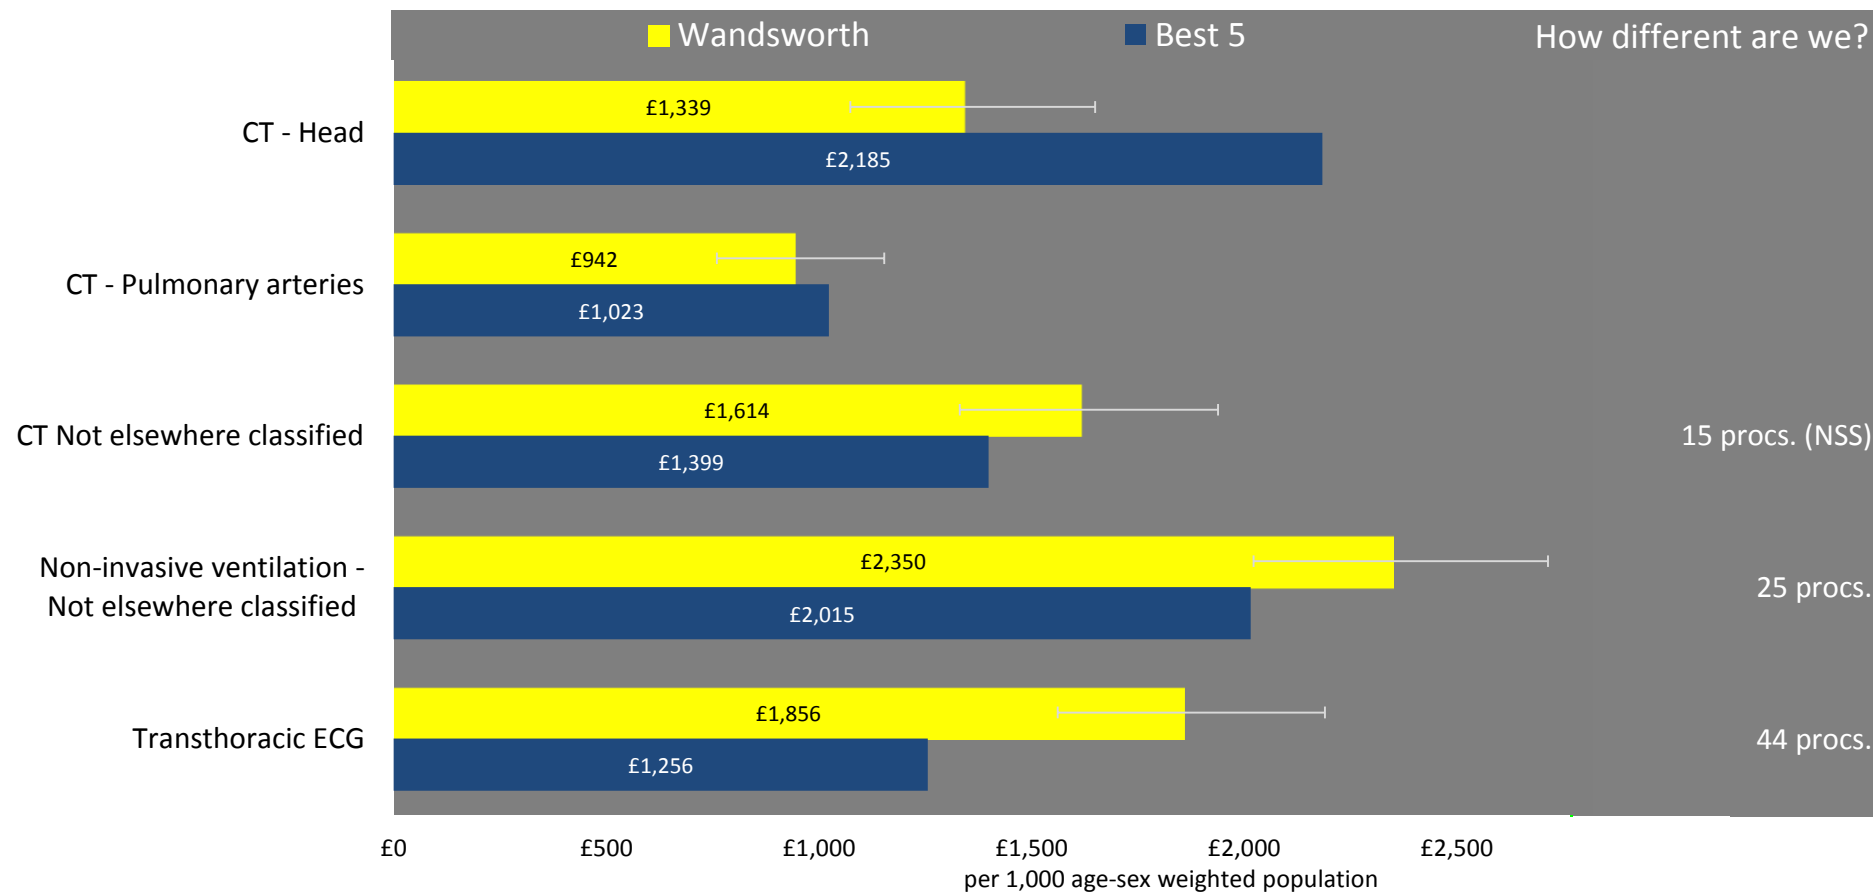 Wandsworth Best 5 How different are we?
CT - Head
£1,339
£2,185
CT - Pulmonary arteries
£942
£1,023
CT Not elsewhere classified
£1,614
£1,399
15 procs. (NSS)
Non-invasive ventilation -
Not elsewhere classified
£2,350
£2,015
25 procs.
Transthoracic ECG
£1,856
£1,256
44 procs.
£0 £500 £1,000 £1,500 £2,000 £2,500
per 1,000 age-sex weighted population